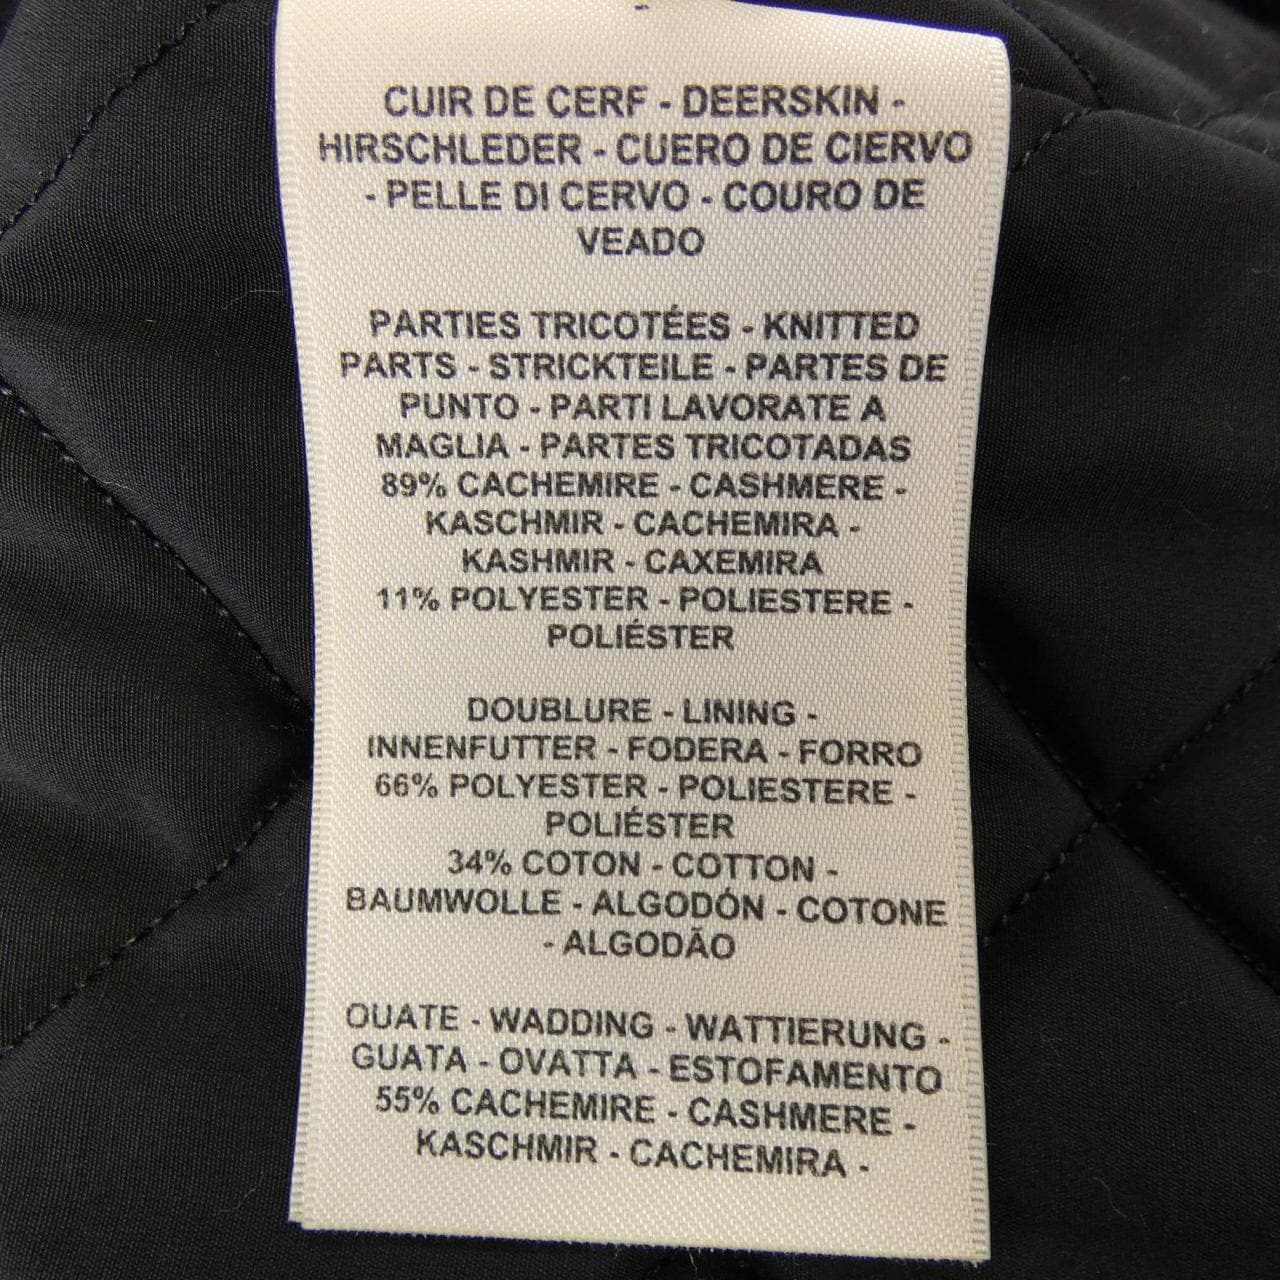 CUIR DE CERF - DEERSKIN -
HIRSCHLEDER - CUERO DE CIERVO
- PELLE DI CERVO - COURO DE
VEADO
PARTIES TRICOTÉES - KNITTED
PARTS - STRICKTEILE - PARTES DE
PUNTO - PARTI LAVORATE A
MAGLIA - PARTES TRICOTADAS
89% CACHEMIRE - CASHMERE -
KASCHMIR - CACHEMIRA -
KASHMIR - CAXEMIRA
11% POLYESTER - POLIESTERE -
POLIÉSTER
DOUBLURE - LINING -
INNENFUTTER - FODERA - FORRO
66% POLYESTER - POLIESTERE -
POLIÉSTER
34% COTON - COTTON -
BAUMWOLLE - ALGODÓN - COTONE
- ALGODÃO
OUATE - WADDING - WATTIERUNG -
GUATA - OVATTA - ESTOFAMENTO
55% CACHEMIRE - CASHMERE -
KASCHMIR - CACHEMIRA -